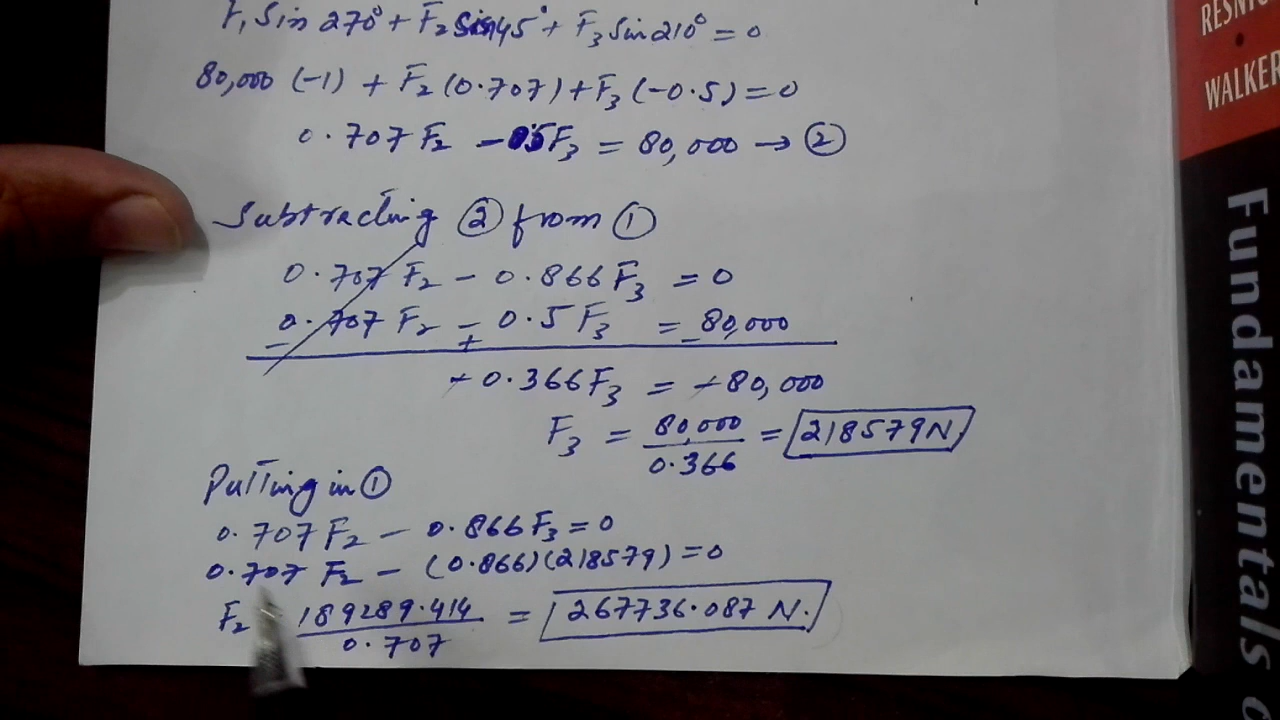 F₁ Sin 270° + F₂ Sin45° + F₃ Sin 210° = 0
80,000 (-1) + F₂ (0.707) + F₃ (-0.5) = 0
0.707 F₂ - 0.5F₃ = 80,000 → ②
Subtracting ② from ①
0.707 F₂ - 0.866 F₃ = 0
0.707 F₂ - 0.5 F₃ = 80,000
- + -
+ 0.366F₃ = + 80,000
F₃ = 80,000 / 0.366 = 218579N
Putting in ①
0.707 F₂ - 0.866 F₃ = 0
0.707 F₂ - (0.866)(218579) = 0
F₂ 189289.414 / 0.707 = 267736.087 N.
WALKER
Fundamentals